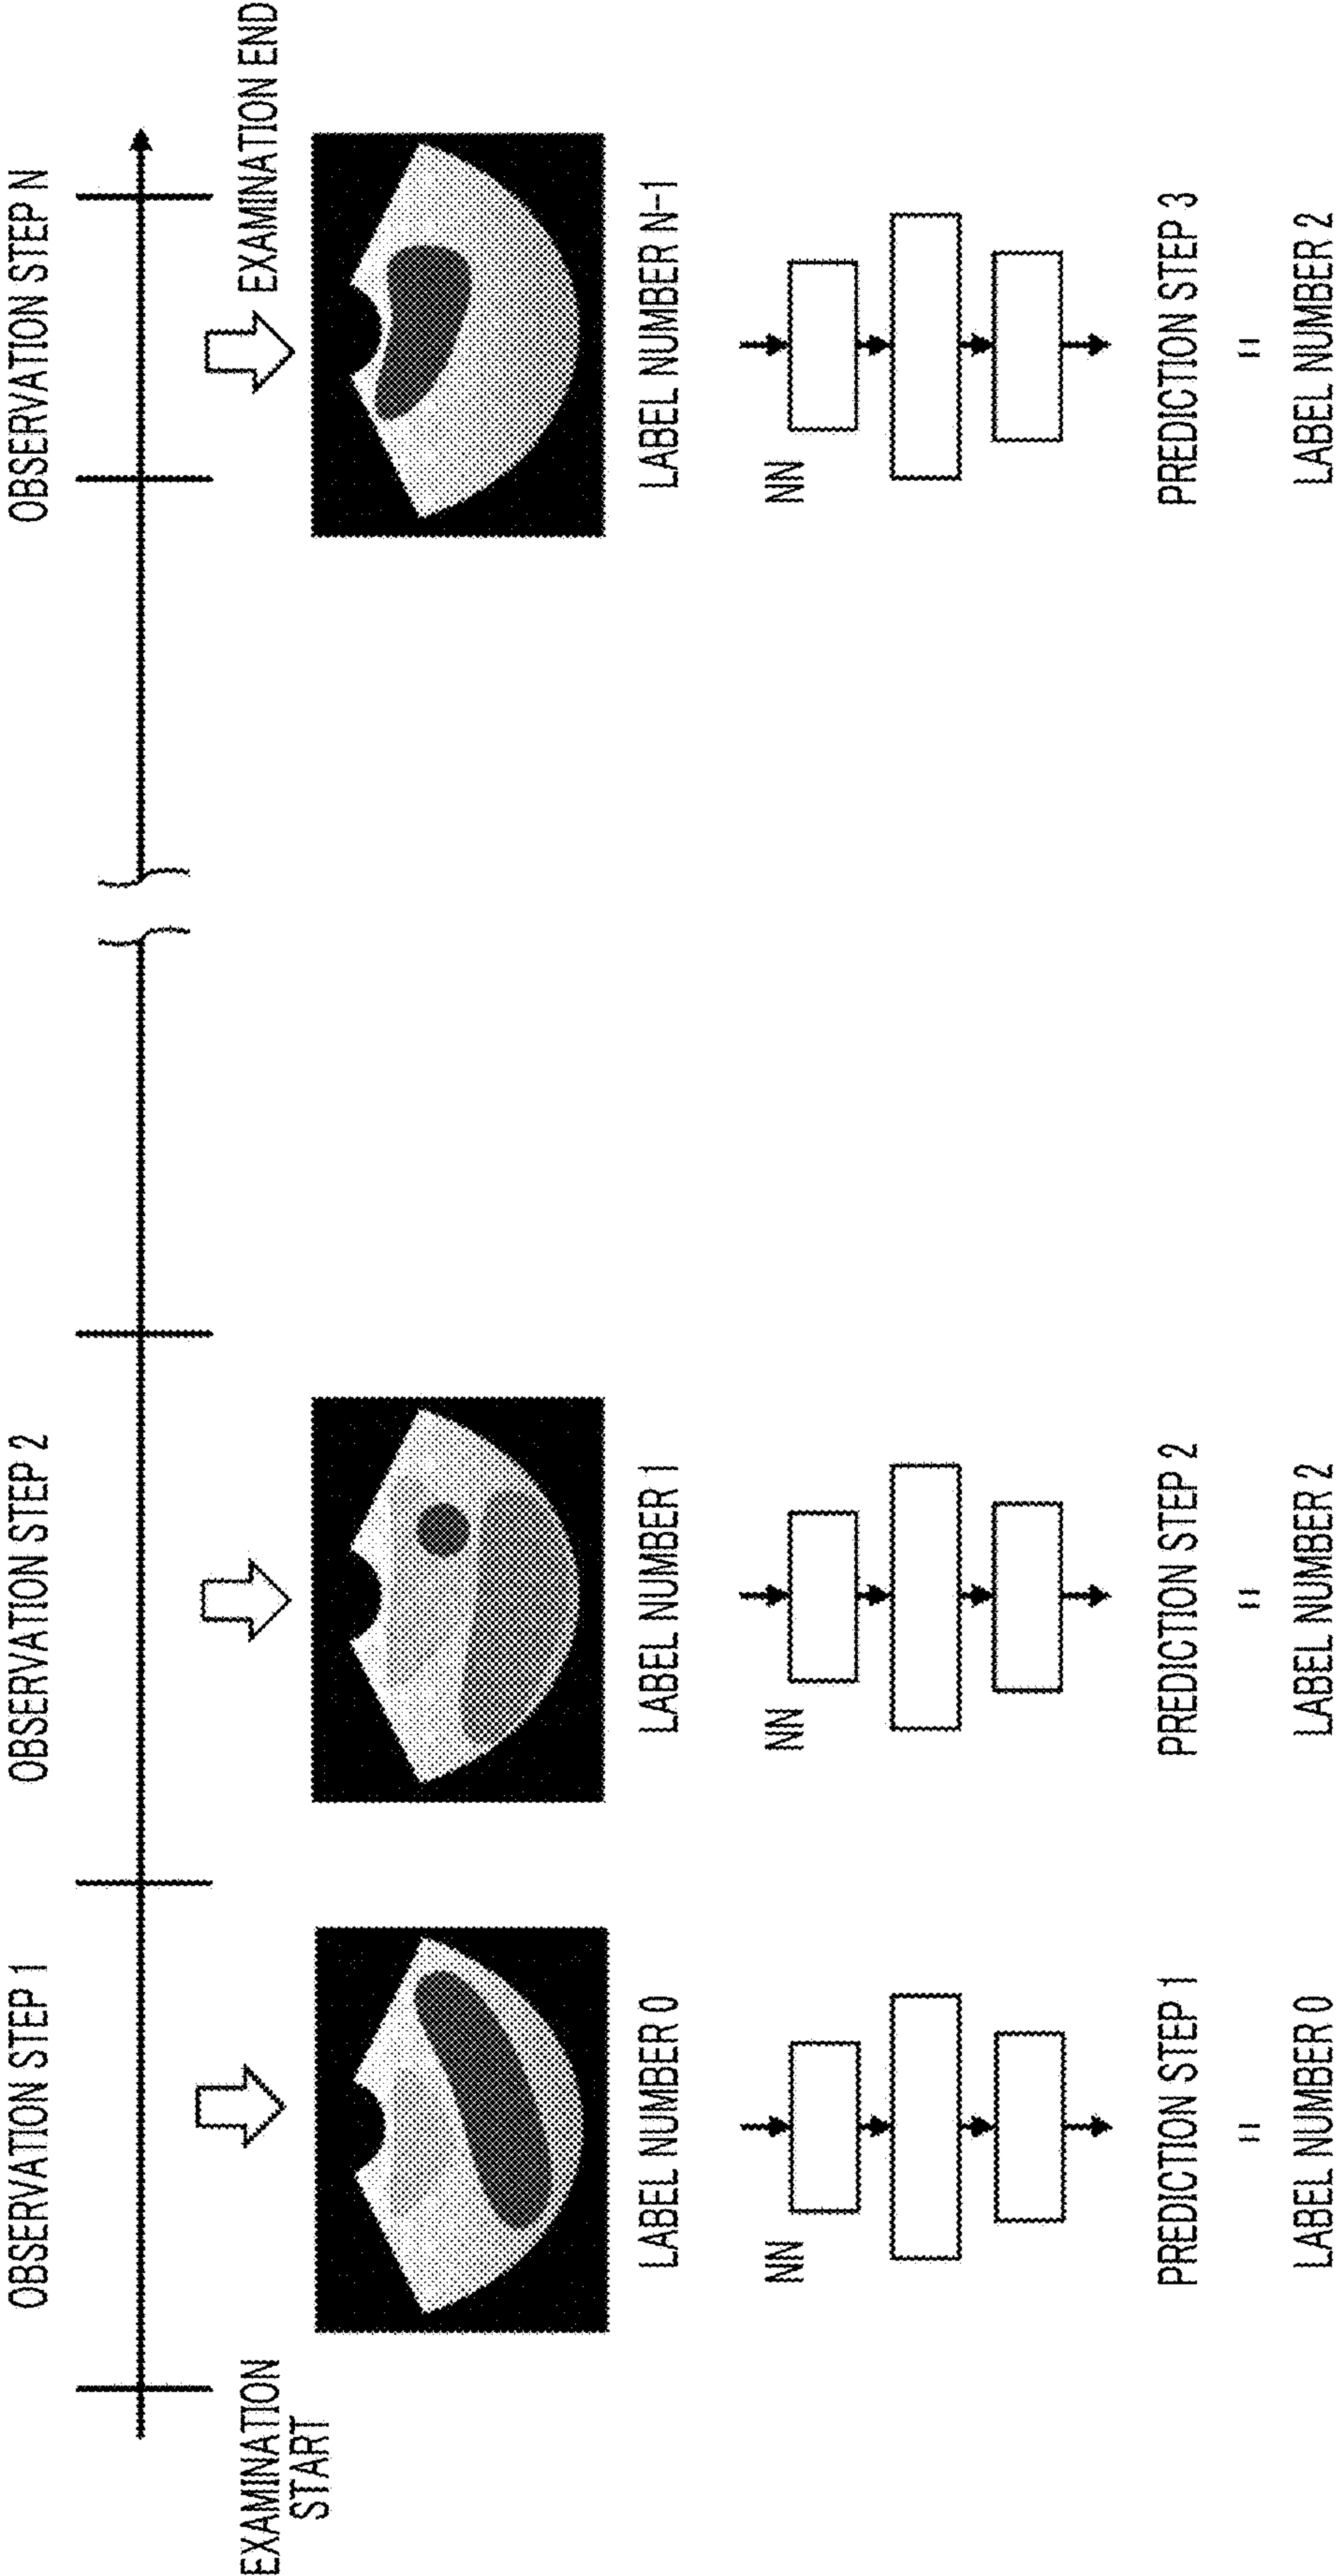 OBSERVATION STEP 1
OBSERVATION STEP 2
OBSERVATION STEP N
EXAMINATION
START
EXAMINATION END
LABEL NUMBER 0
LABEL NUMBER 1
LABEL NUMBER N-1
NN
NN
NN
PREDICTION STEP 1
PREDICTION STEP 2
PREDICTION STEP 3
=
=
=
LABEL NUMBER 0
LABEL NUMBER 2
LABEL NUMBER 2